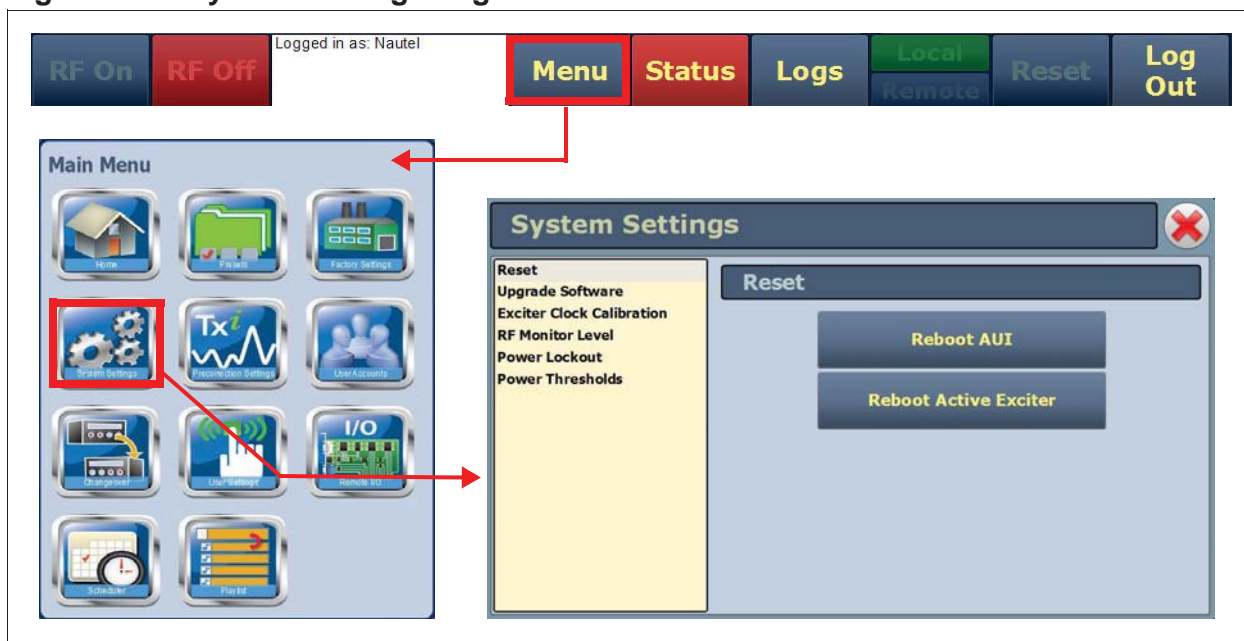 Logged in as: Nautel
RF On
RF Off
Menu
Status
Logs
Local
Remote
Reset
Log
Out
Main Menu
Home
Presets
Factory Settings
System Settings
Txi
Precorrection Settings
User Accounts
Changeover
User Settings
I/O
Remote I/O
Scheduler
Playlist
System Settings
Reset
Upgrade Software
Exciter Clock Calibration
RF Monitor Level
Power Lockout
Power Thresholds
Reset
Reboot AUI
Reboot Active Exciter